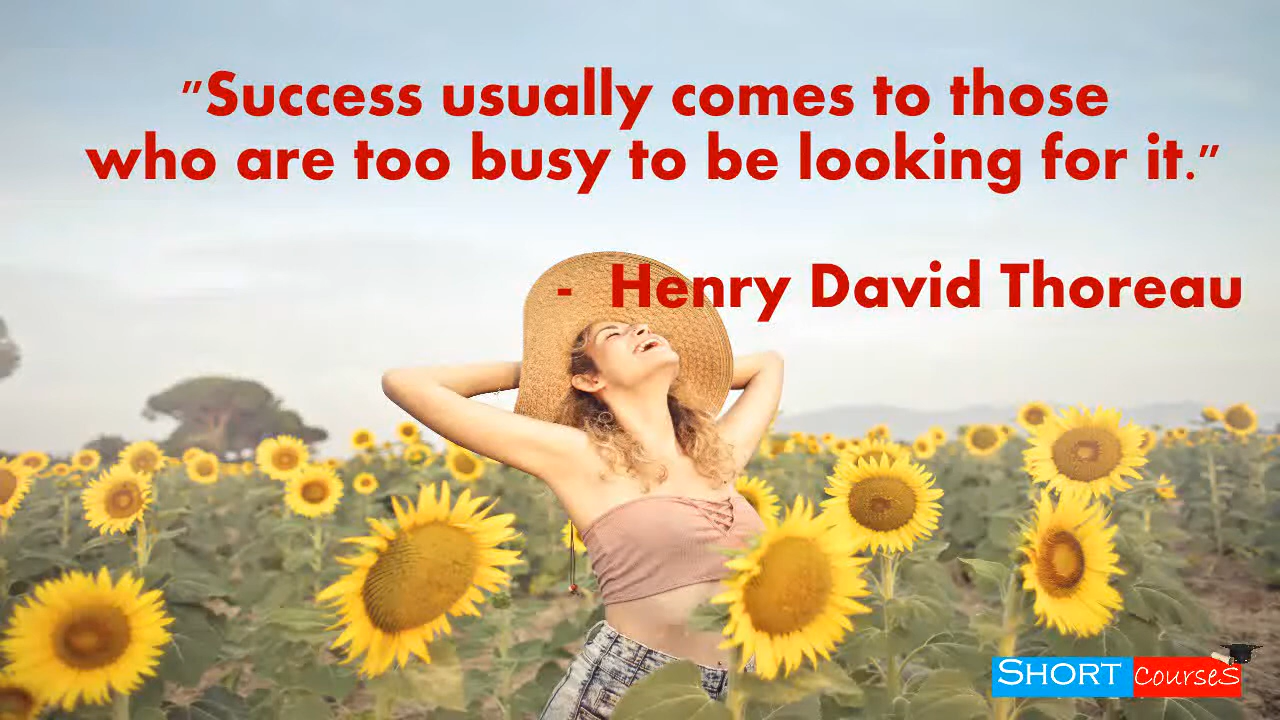 "Success usually comes to those
who are too busy to be looking for it."
- Henry David Thoreau
SHORT COURSES